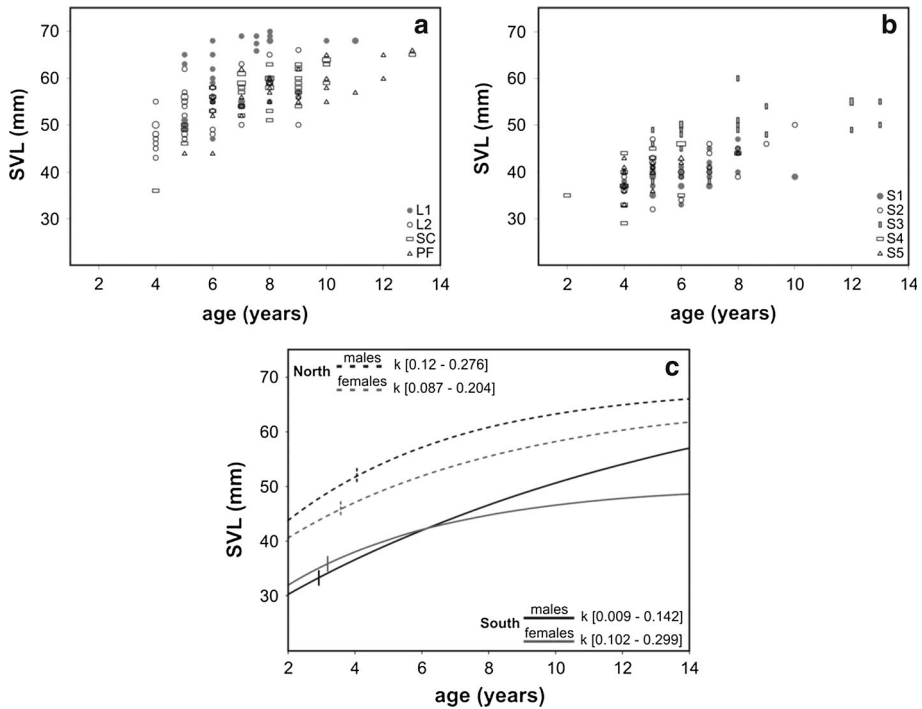 a
70
60
50
40
30
SVL (mm)
L1
L2
SC
PF
2 4 6 8 10 12 14
age (years)
b
70
60
50
40
30
SVL (mm)
S1
S2
S3
S4
S5
2 4 6 8 10 12 14
age (years)
c
North
males k [0.12 - 0.276]
females k [0.087 - 0.204]
70
60
50
40
30
SVL (mm)
South
males k [0.009 - 0.142]
females k [0.102 - 0.299]
2 4 6 8 10 12 14
age (years)